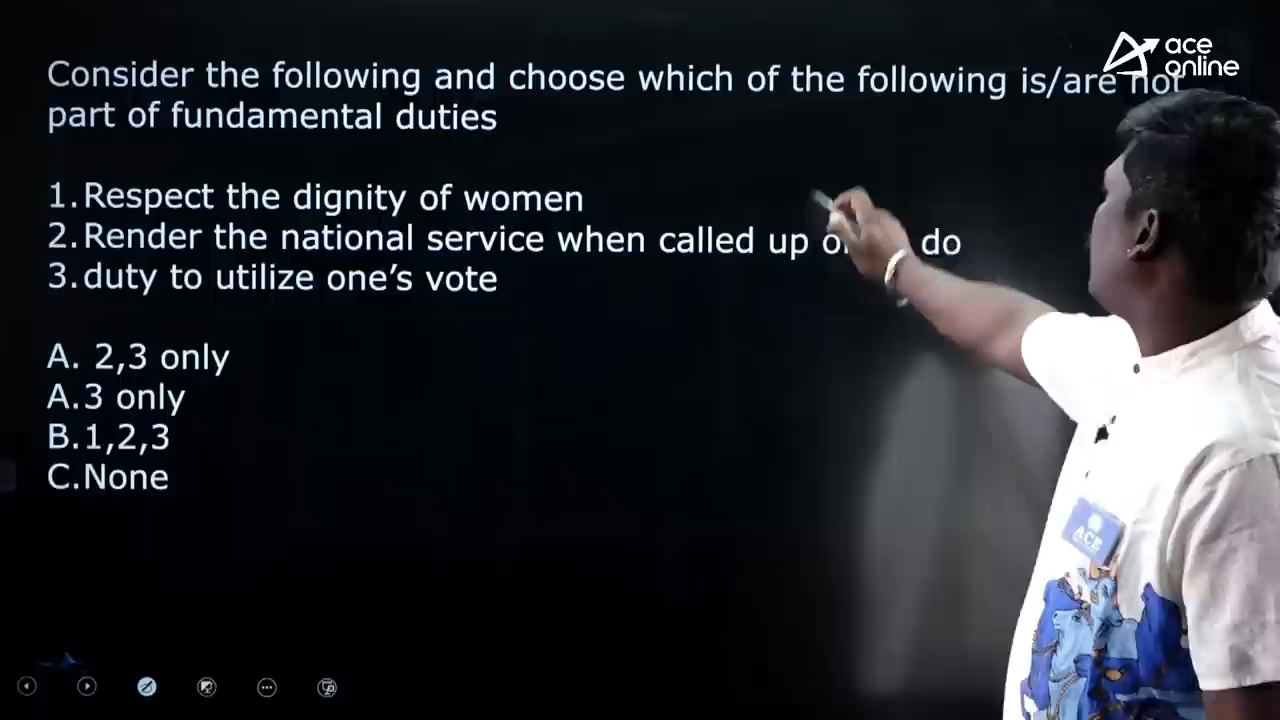 ace
online
Consider the following and choose which of the following is/are not
part of fundamental duties
1.Respect the dignity of women
2.Render the national service when called up do
3.duty to utilize one's vote
A. 2,3 only
A.3 only
B.1,2,3
C.None
ACE